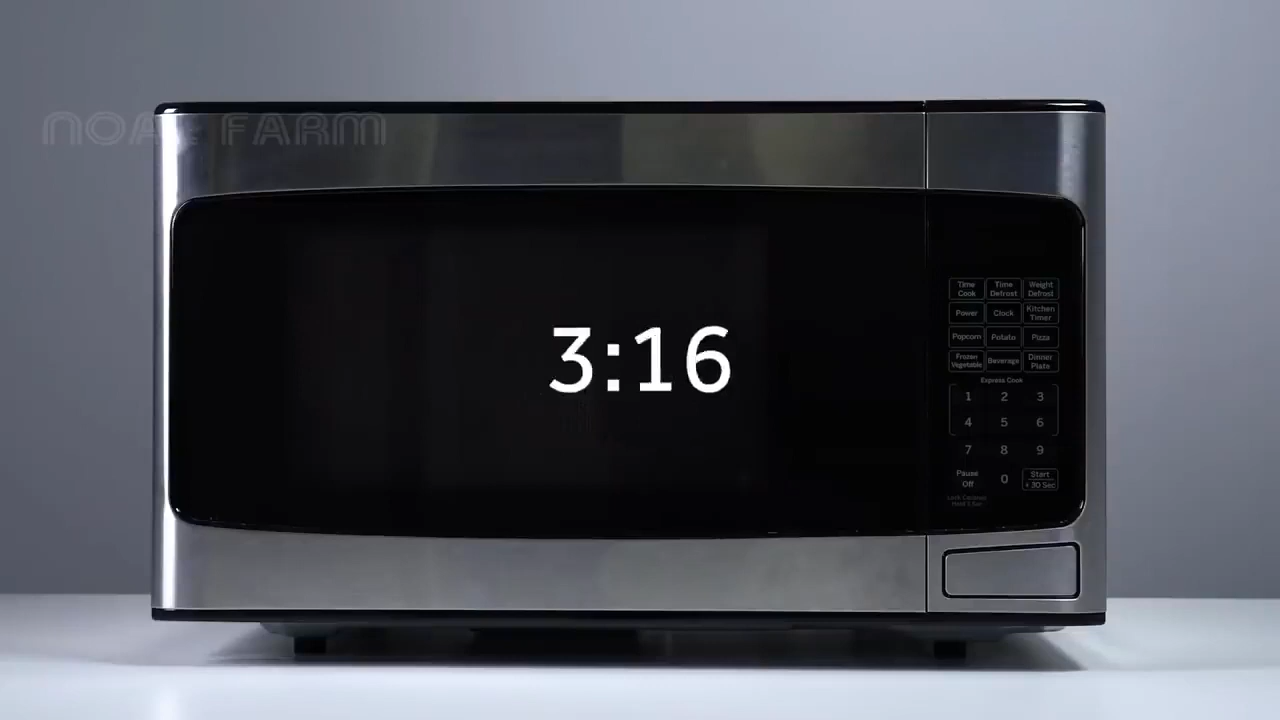 NOAL FARM
3:16
Time Cook
Time Defrost
Weight Defrost
Power
Clock
Kitchen Timer
Popcorn
Potato
Pizza
Frozen Vegetable
Beverage
Dinner Plate
Express Cook
1 2 3
4 5 6
7 8 9
Pause Off
0
Start +30 Sec